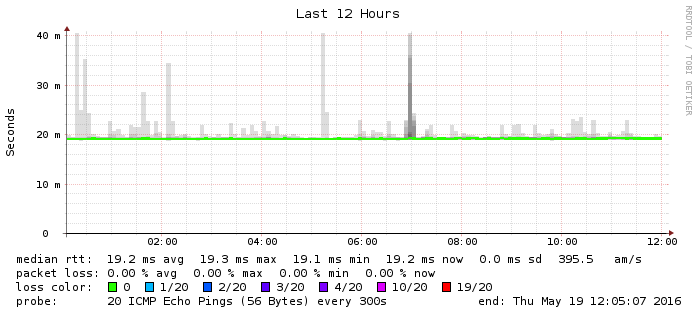 Last 12 Hours
RRDTOOL / TOBI OETIKER
Seconds
40 m
30 m
20 m
10 m
0
02:00 04:00 06:00 08:00 10:00 12:00
median rtt: 19.2 ms avg 19.3 ms max 19.1 ms min 19.2 ms now 0.0 ms sd 395.5 am/s
packet loss: 0.00 % avg 0.00 % max 0.00 % min 0.00 % now
loss color: 0 1/20 2/20 3/20 4/20 10/20 19/20
probe: 20 ICMP Echo Pings (56 Bytes) every 300s end: Thu May 19 12:05:07 2016